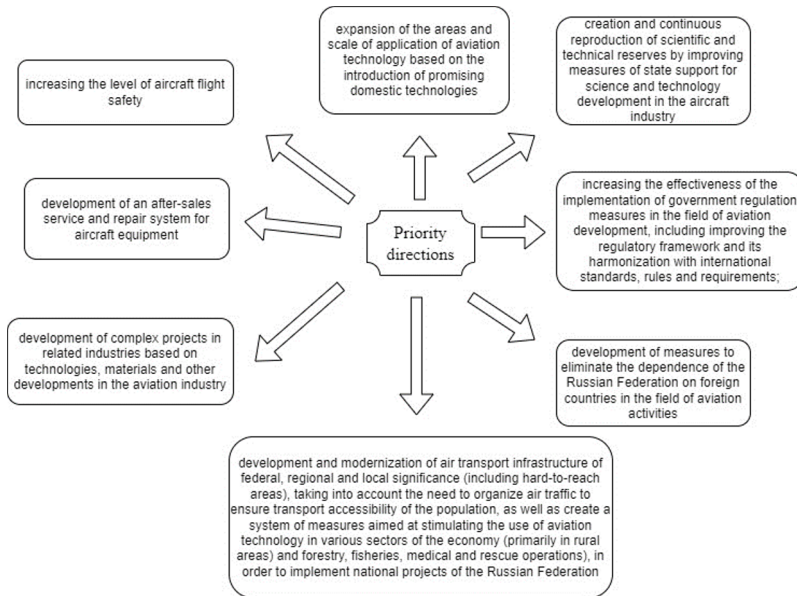 expansion of the areas and
scale of application of aviation
technology based on the
introduction of promising
domestic technologies
creation and continuous
reproduction of scientific and
technical reserves by improving
measures of state support for
science and technology
development in the aircraft
industry
increasing the level of aircraft flight
safety
development of an after-sales
service and repair system for
aircraft equipment
Priority
directions
increasing the effectiveness of the
implementation of government regulation
measures in the field of aviation
development, including improving the
regulatory framework and its
harmonization with international
standards, rules and requirements;
development of complex projects in
related industries based on
technologies, materials and other
developments in the aviation industry
development of measures to
eliminate the dependence of the
Russian Federation on foreign
countries in the field of aviation
activities
development and modernization of air transport infrastructure of
federal, regional and local significance (including hard-to-reach
areas), taking into account the need to organize air traffic to
ensure transport accessibility of the population, as well as create a
system of measures aimed at stimulating the use of aviation
technology in various sectors of the economy (primarily in rural
areas) and forestry, fisheries, medical and rescue operations), in
order to implement national projects of the Russian Federation